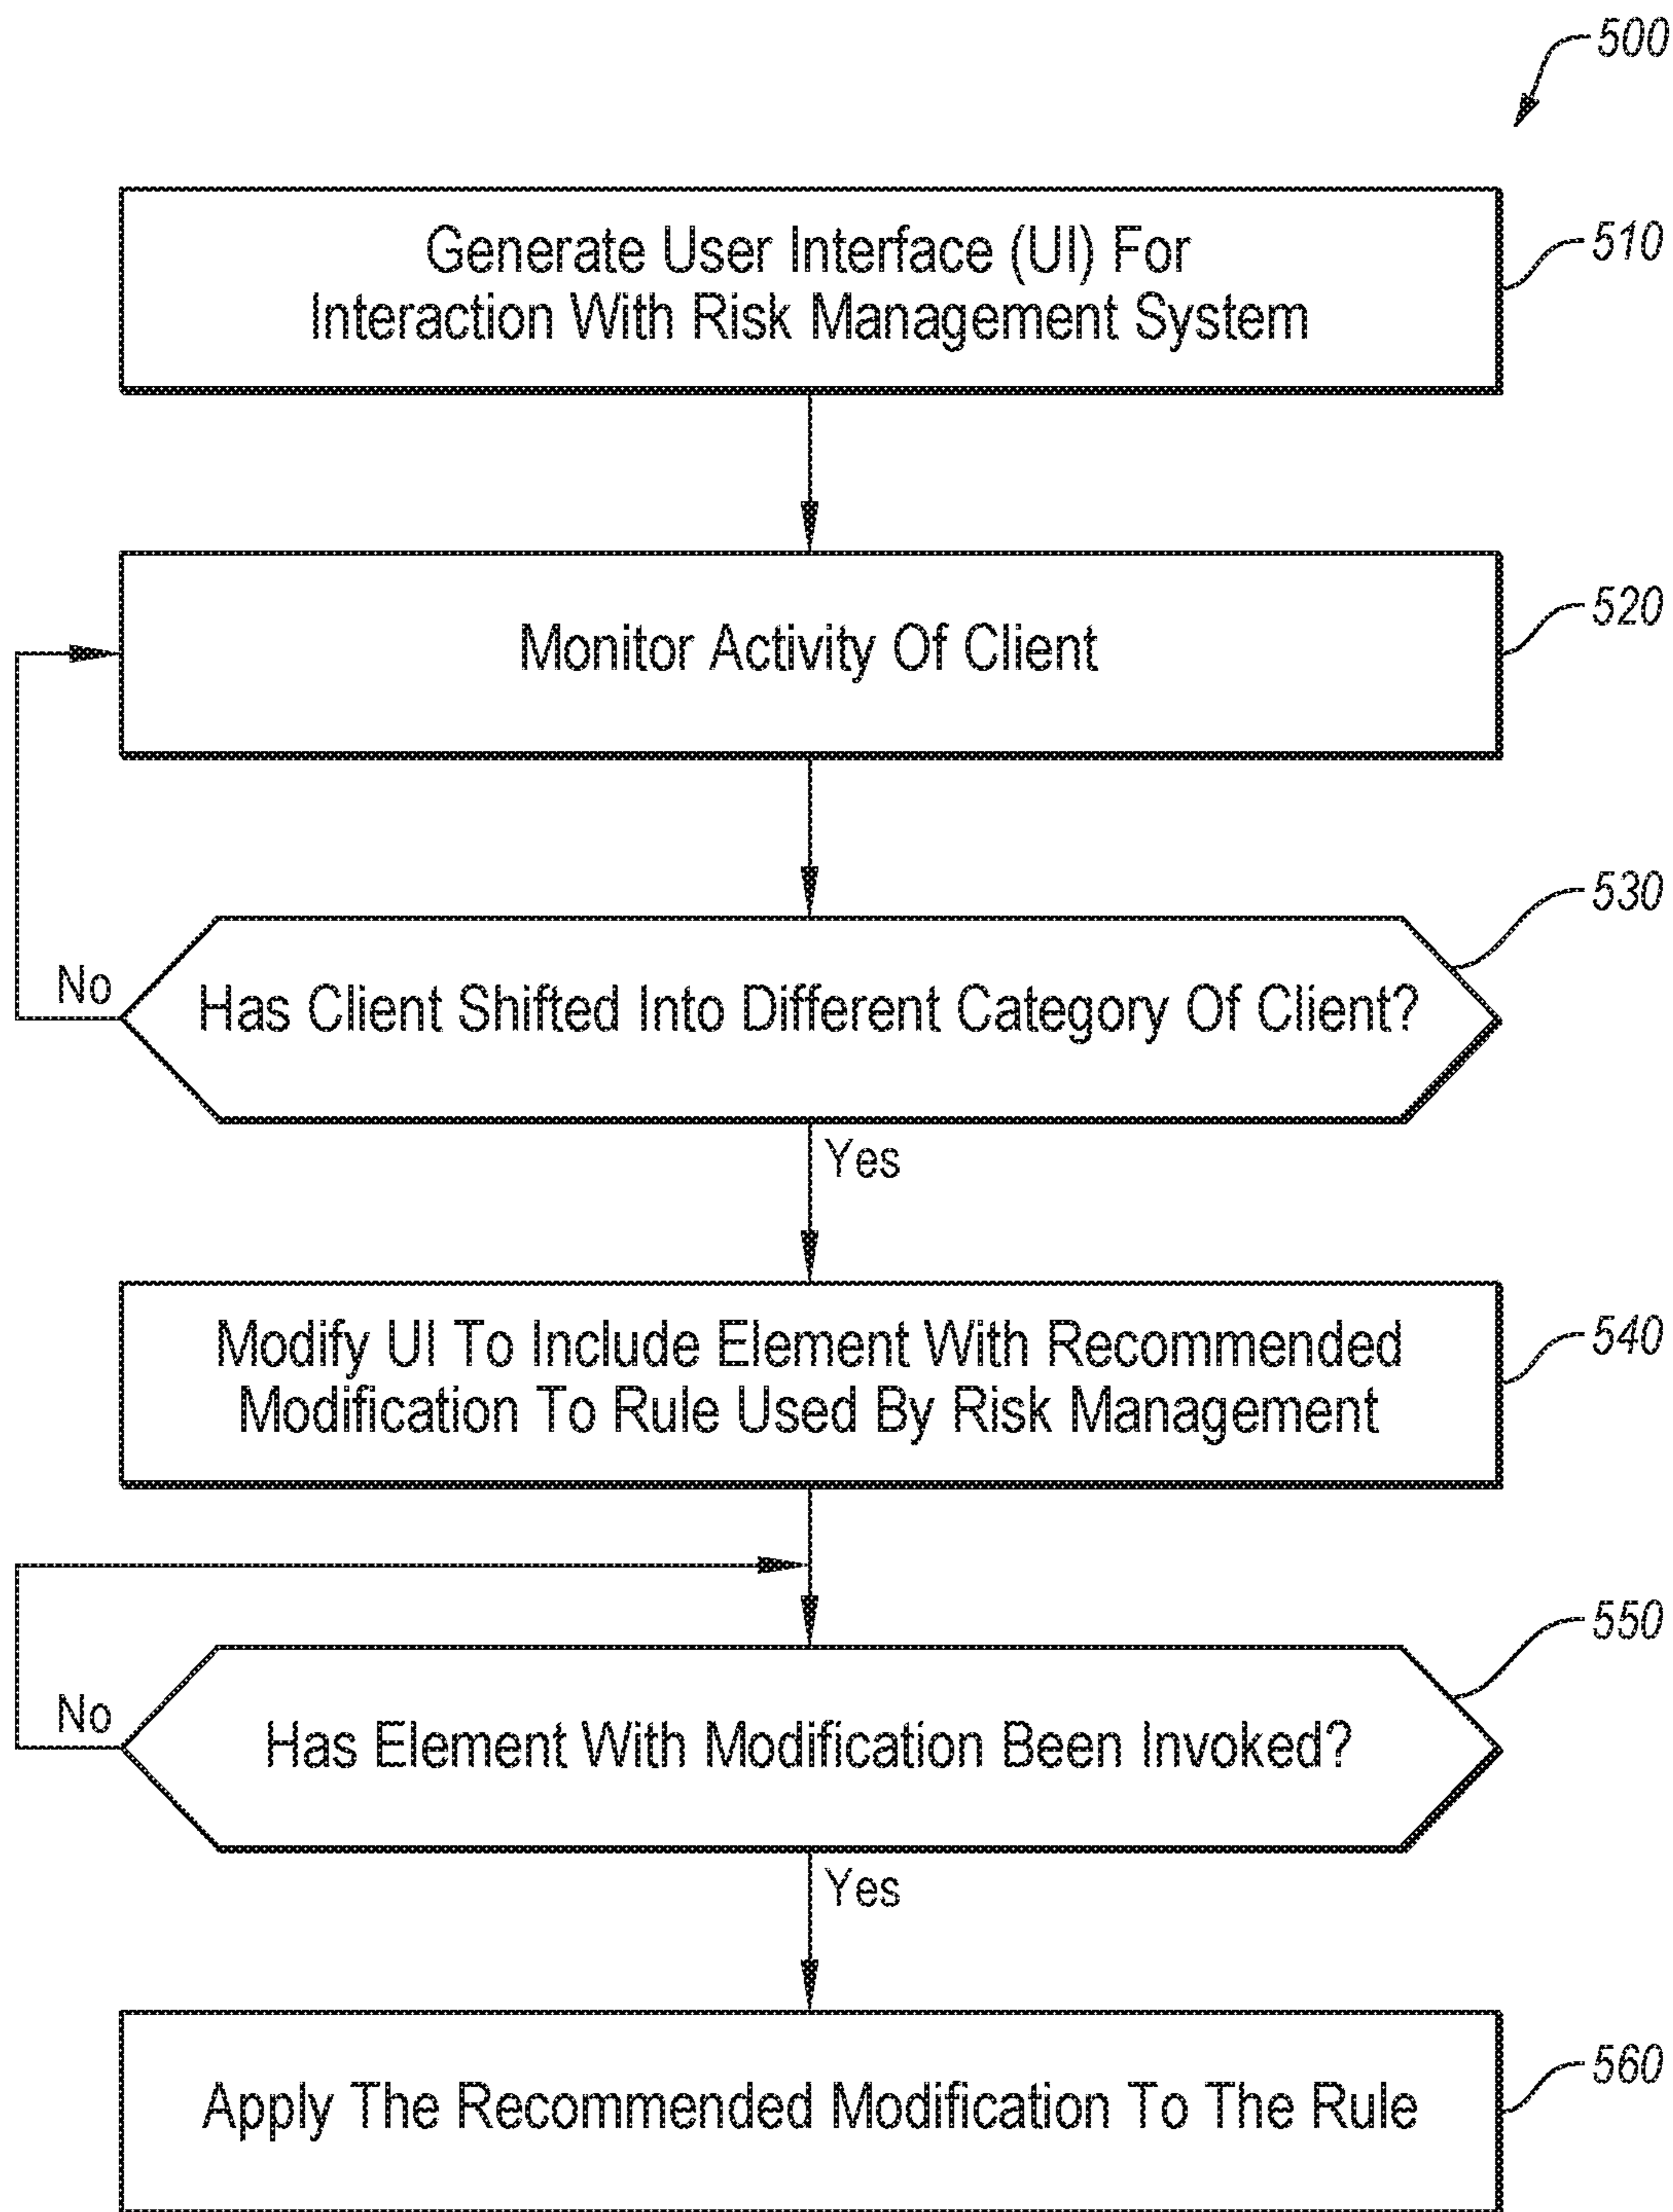 500
Generate User Interface (UI) For
Interaction With Risk Management System
510
Monitor Activity Of Client
520
Has Client Shifted Into Different Category Of Client?
530
No
Yes
Modify UI To Include Element With Recommended
Modification To Rule Used By Risk Management
540
Has Element With Modification Been Invoked?
550
No
Yes
Apply The Recommended Modification To The Rule
560